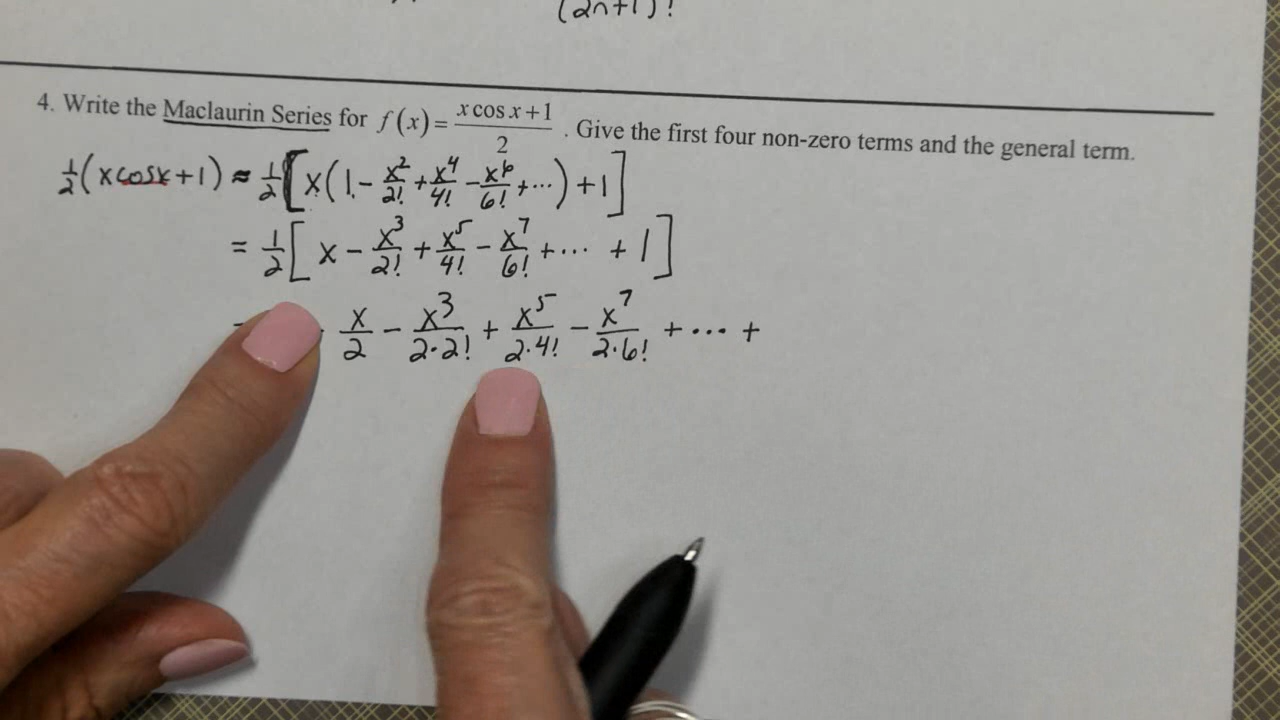 (2n+1)!
4. Write the Maclaurin Series for f(x) = (x cos x + 1)/2 . Give the first four non-zero terms and the general term.
½(x cosx + 1) ≈ ½[x(1 - x²/2! + x⁴/4! - x⁶/6! + ⋯) + 1]
= ½[x - x³/2! + x⁵/4! - x⁷/6! + ⋯ + 1]
x/2 - x³/(2·2!) + x⁵/(2·4!) - x⁷/(2·6!) + ⋯ +